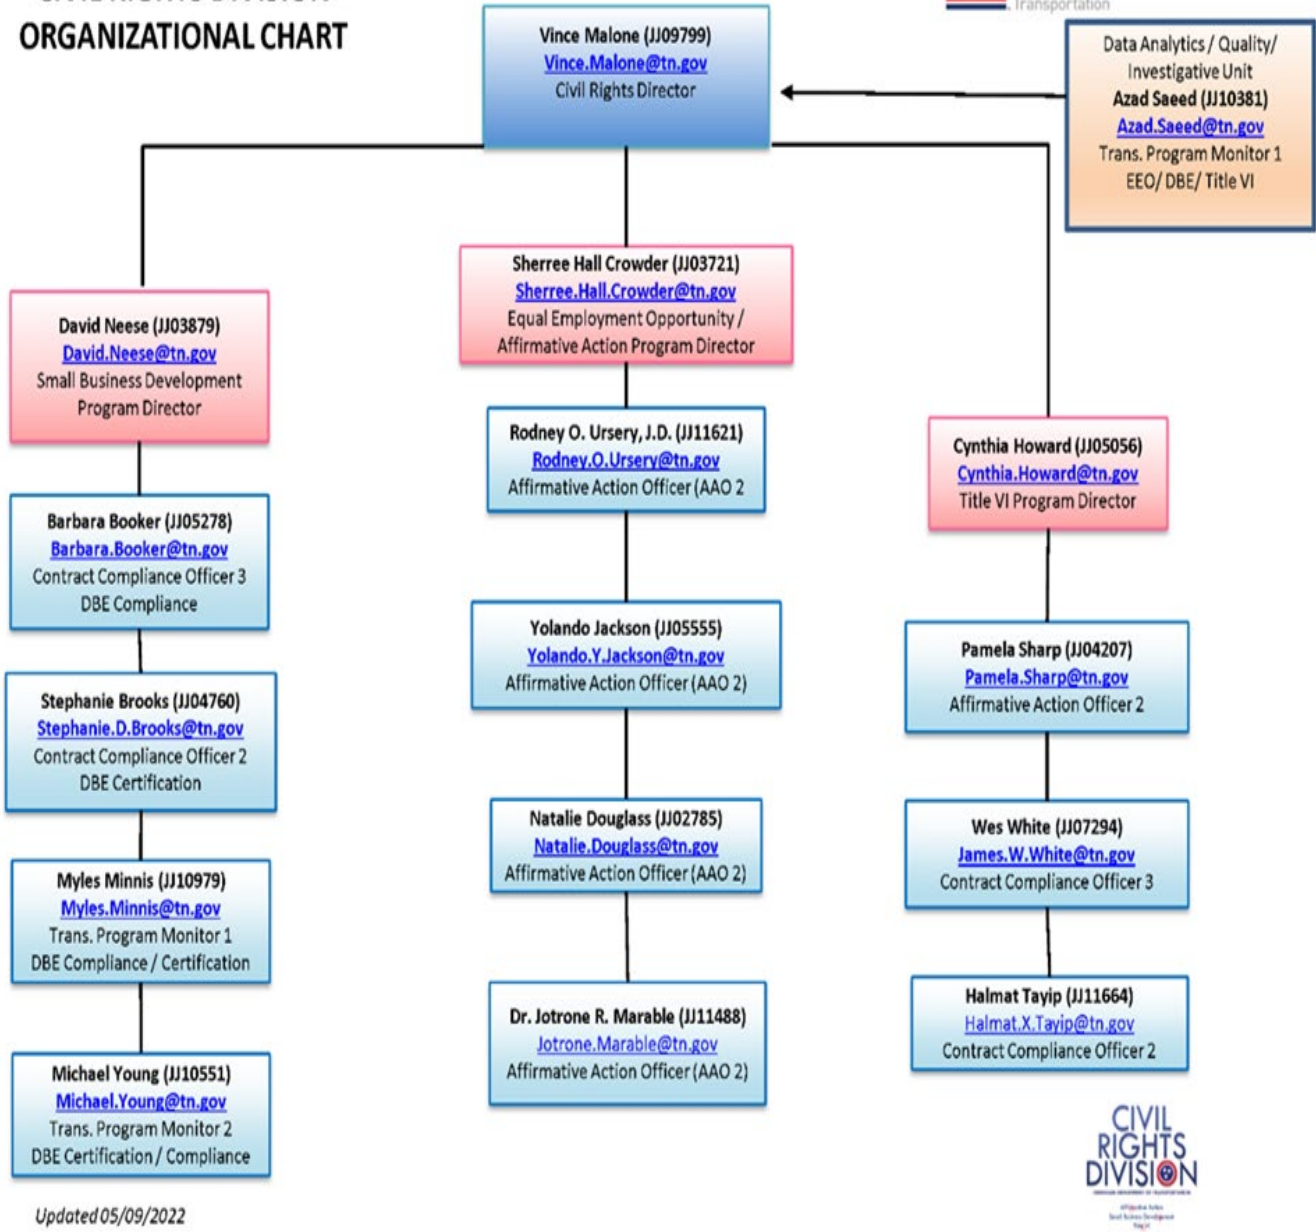 CIVIL RIGHTS DIVISION
ORGANIZATIONAL CHART
Transportation
Vince Malone (JJ09799)
Vince.Malone@tn.gov
Civil Rights Director
Data Analytics / Quality/
Investigative Unit
Azad Saeed (JJ10381)
Azad.Saeed@tn.gov
Trans. Program Monitor 1
EEO/ DBE/ Title VI
David Neese (JJ03879)
David.Neese@tn.gov
Small Business Development
Program Director
Barbara Booker (JJ05278)
Barbara.Booker@tn.gov
Contract Compliance Officer 3
DBE Compliance
Stephanie Brooks (JJ04760)
Stephanie.D.Brooks@tn.gov
Contract Compliance Officer 2
DBE Certification
Myles Minnis (JJ10979)
Myles.Minnis@tn.gov
Trans. Program Monitor 1
DBE Compliance / Certification
Michael Young (JJ10551)
Michael.Young@tn.gov
Trans. Program Monitor 2
DBE Certification / Compliance
Sherree Hall Crowder (JJ03721)
Sherree.Hall.Crowder@tn.gov
Equal Employment Opportunity /
Affirmative Action Program Director
Rodney O. Ursery, J.D. (JJ11621)
Rodney.O.Ursery@tn.gov
Affirmative Action Officer (AAO 2
Yolando Jackson (JJ05555)
Yolando.Y.Jackson@tn.gov
Affirmative Action Officer (AAO 2)
Natalie Douglass (JJ02785)
Natalie.Douglass@tn.gov
Affirmative Action Officer (AAO 2)
Dr. Jotrone R. Marable (JJ11488)
Jotrone.Marable@tn.gov
Affirmative Action Officer (AAO 2)
Cynthia Howard (JJ05056)
Cynthia.Howard@tn.gov
Title VI Program Director
Pamela Sharp (JJ04207)
Pamela.Sharp@tn.gov
Affirmative Action Officer 2
Wes White (JJ07294)
James.W.White@tn.gov
Contract Compliance Officer 3
Halmat Tayip (JJ11664)
Halmat.X.Tayip@tn.gov
Contract Compliance Officer 2
CIVIL
RIGHTS
DIVISION
Updated 05/09/2022